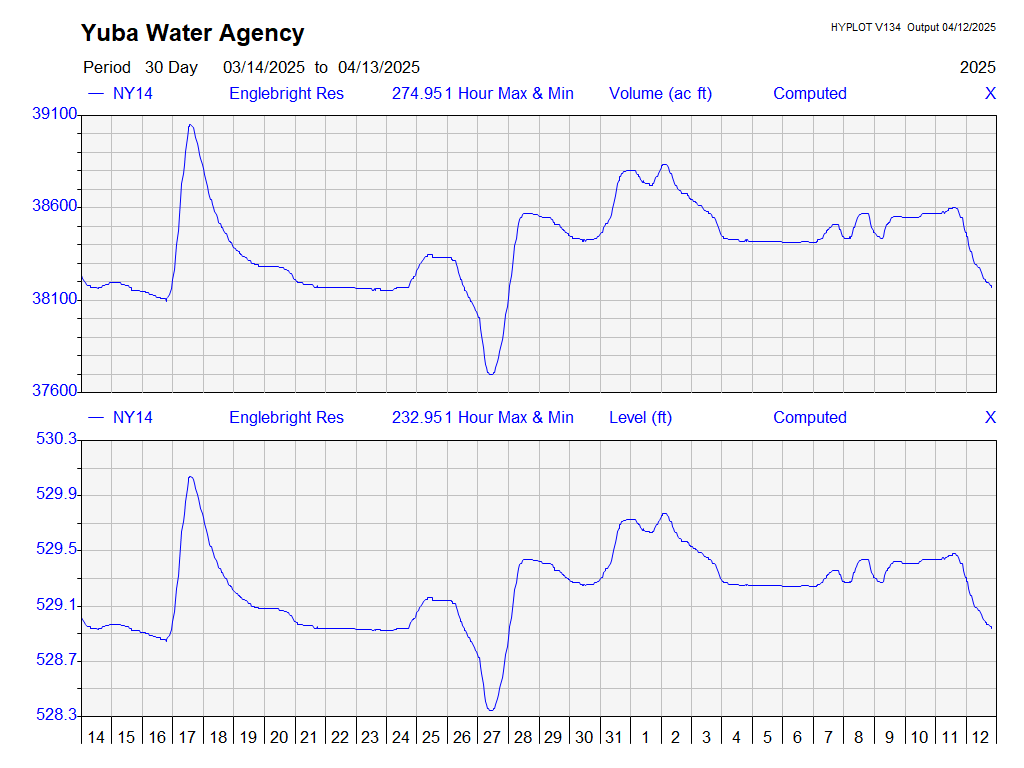 Yuba Water Agency
HYPLOT V134 Output 04/12/2025
Period 30 Day 03/14/2025 to 04/13/2025 2025
NY14 Englebright Res 274.951 Hour Max & Min Volume (ac ft) Computed X
39100
38600
38100
37600
NY14 Englebright Res 232.951 Hour Max & Min Level (ft) Computed X
530.3
529.9
529.5
529.1
528.7
528.3
14 15 16 17 18 19 20 21 22 23 24 25 26 27 28 29 30 31 1 2 3 4 5 6 7 8 9 10 11 12